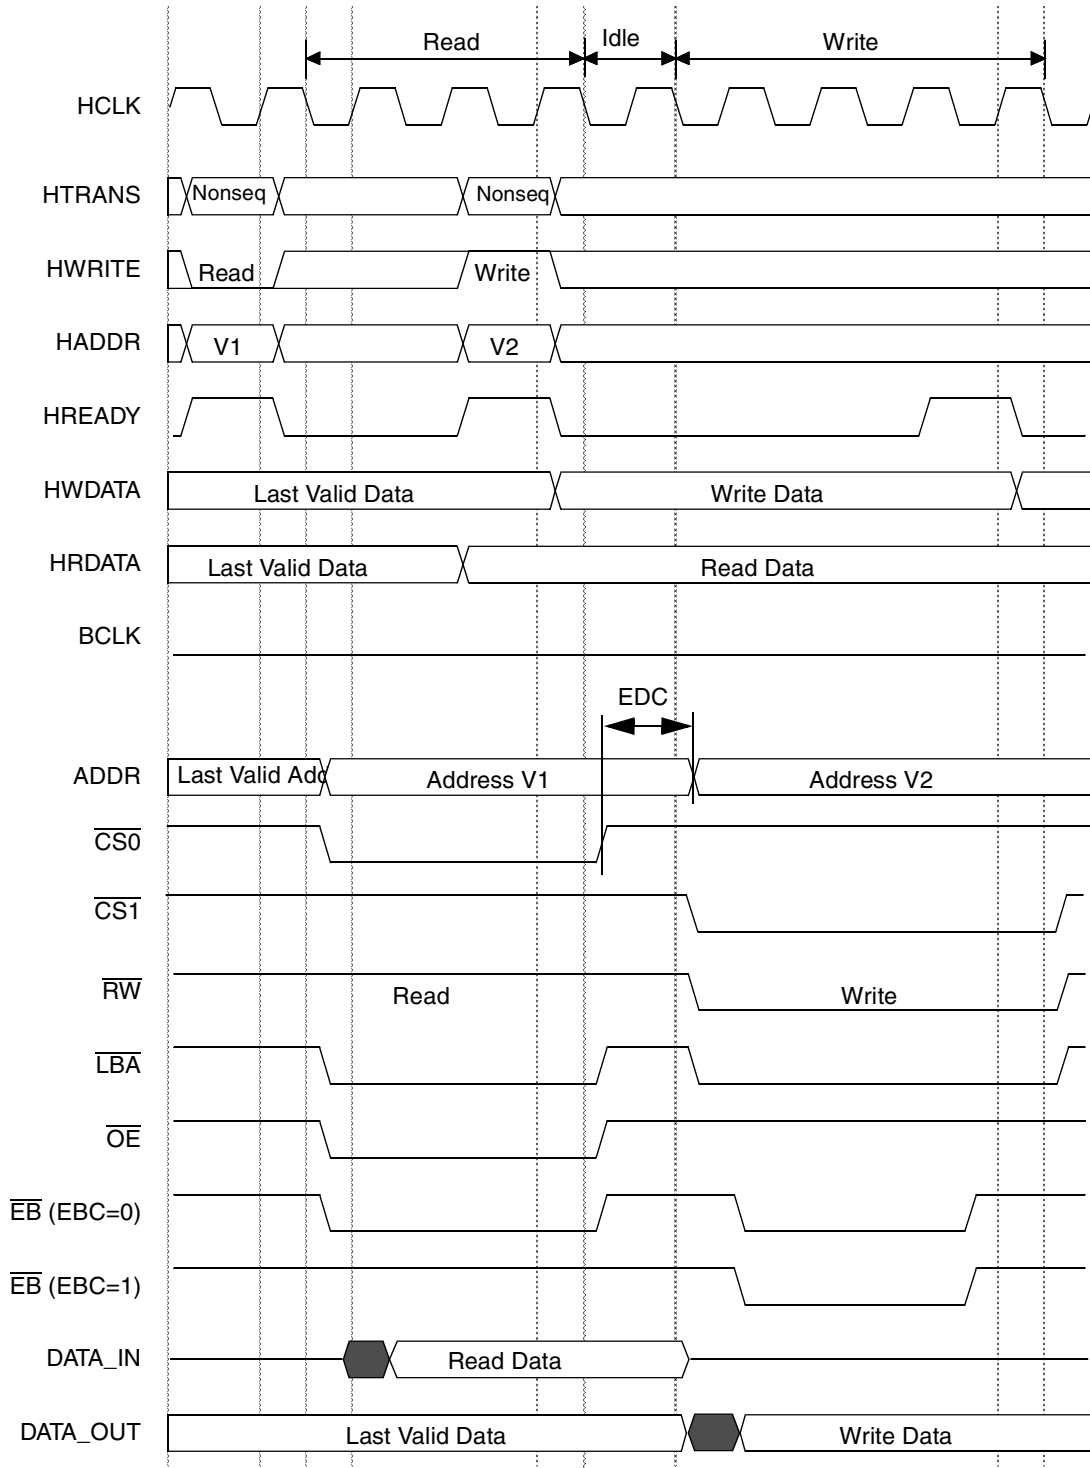 Read Idle Write
HCLK
HTRANS Nonseq Nonseq
HWRITE Read Write
HADDR V1 V2
HREADY
HWDATA Last Valid Data Write Data
HRDATA Last Valid Data Read Data
BCLK
EDC
ADDR Last Valid Add Address V1 Address V2
CS0
CS1
RW Read Write
LBA
OE
EB (EBC=0)
EB (EBC=1)
DATA_IN Read Data
DATA_OUT Last Valid Data Write Data